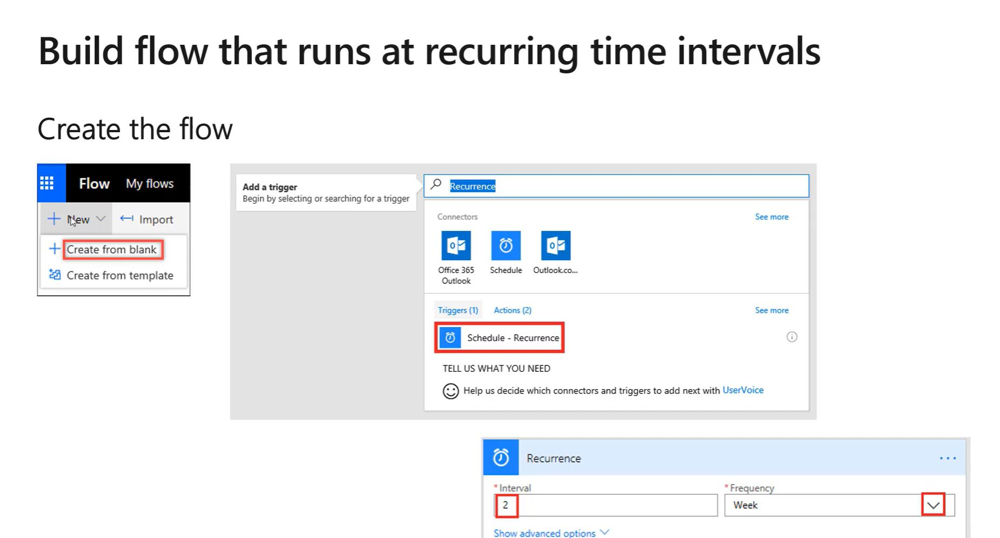 Build flow that runs at recurring time intervals
Create the flow
Flow My flows
New Import
Create from blank
Create from template
Add a trigger
Begin by selecting or searching for a trigger
Recurrence
Connectors See more
Office 365 Outlook
Schedule
Outlook.co...
Triggers (1) Actions (2) See more
Schedule - Recurrence
TELL US WHAT YOU NEED
Help us decide which connectors and triggers to add next with UserVoice
Recurrence
* Interval * Frequency
2 Week
Show advanced options